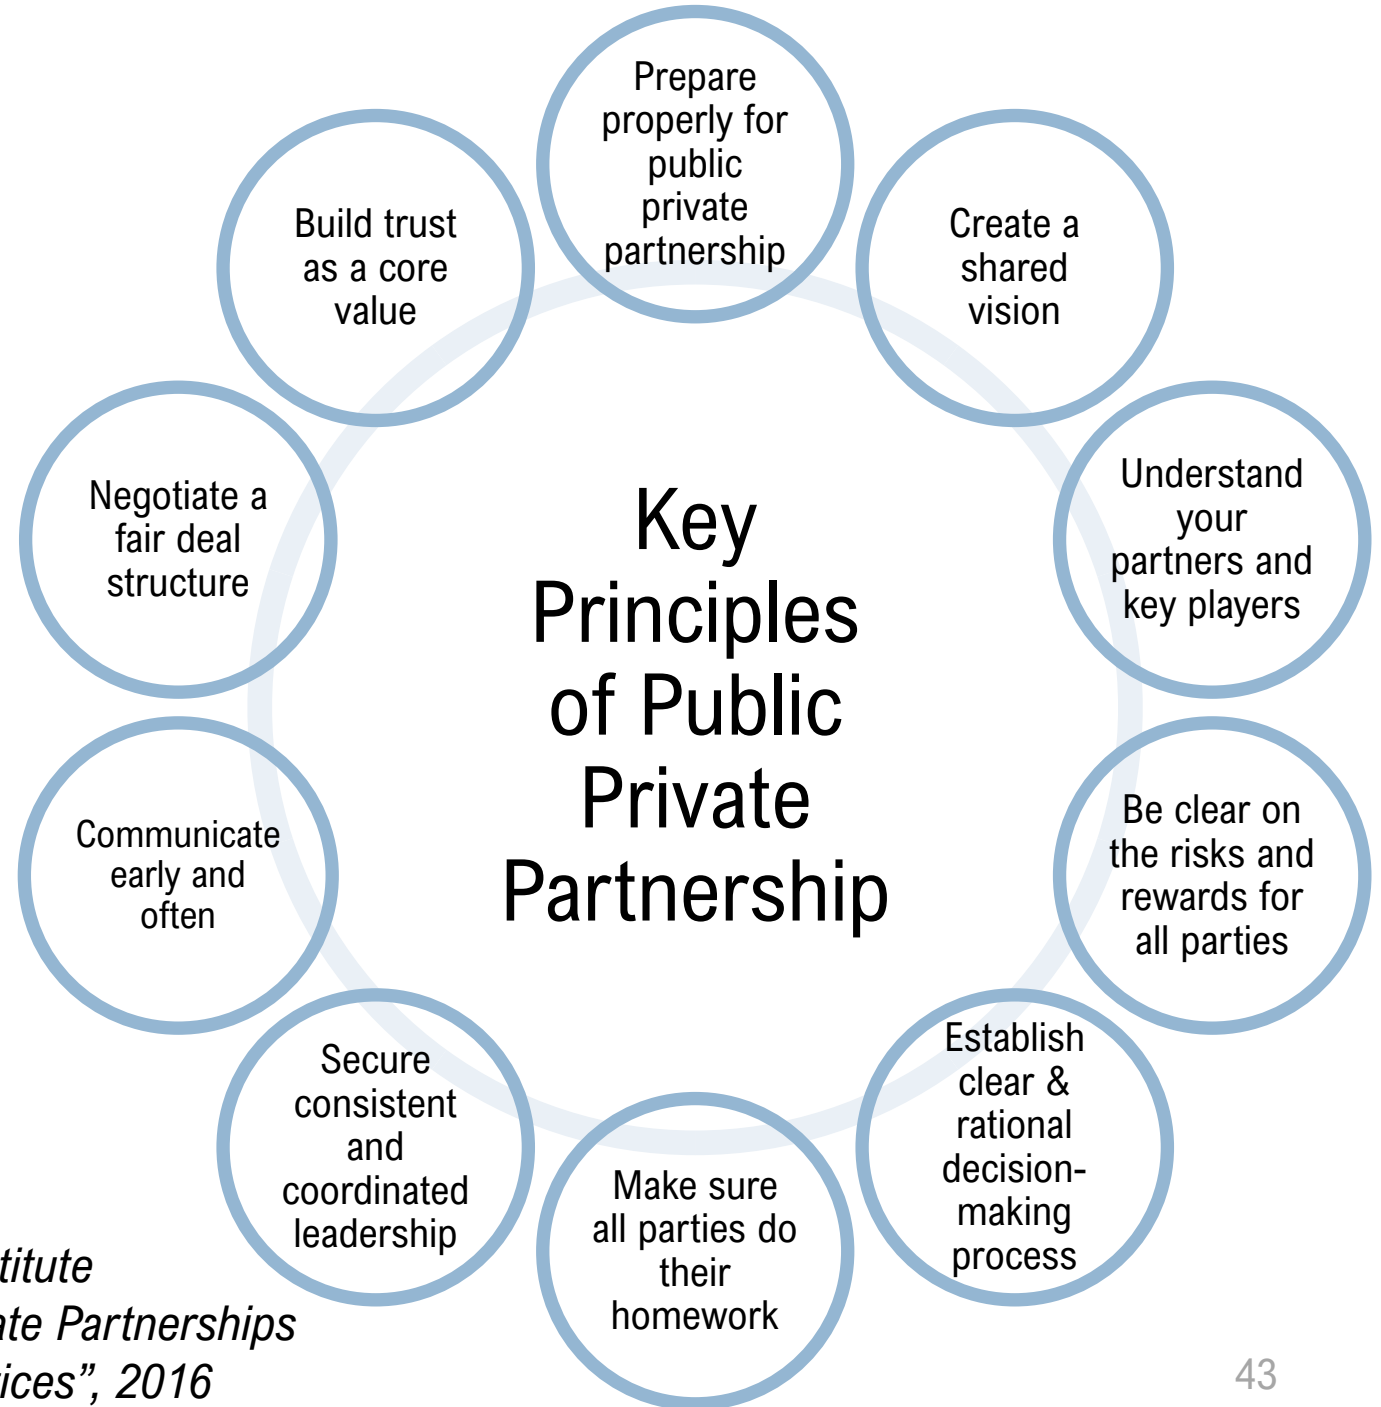 Prepare
properly for
public
private
partnership
Create a
shared
vision
Understand
your
partners and
key players
Be clear on
the risks and
rewards for
all parties
Establish
clear &
rational
decision-
making
process
Make sure
all parties do
their
homework
Secure
consistent
and
coordinated
leadership
Communicate
early and
often
Negotiate a
fair deal
structure
Build trust
as a core
value
Key
Principles
of Public
Private
Partnership
titute
ate Partnerships
ices”, 2016
43